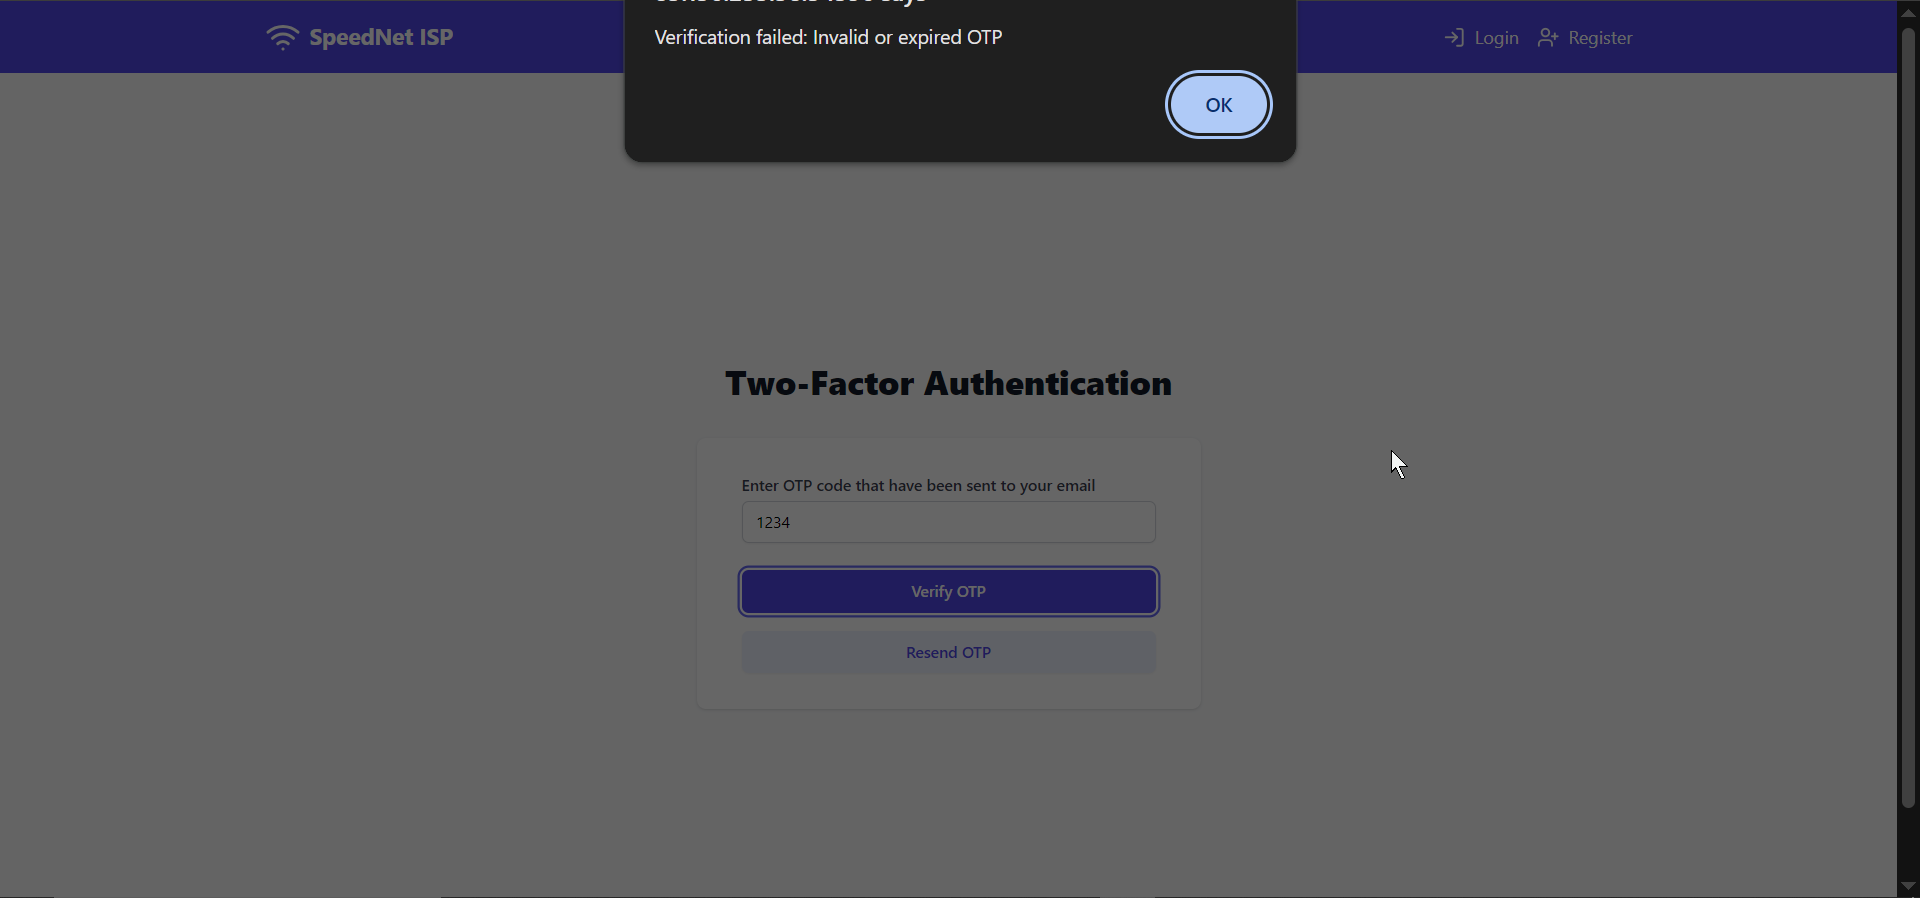 Verification failed: Invalid or expired OTP
OK
SpeedNet ISP
Login
Register
Two-Factor Authentication
Enter OTP code that have been sent to your email
1234
Verify OTP
Resend OTP